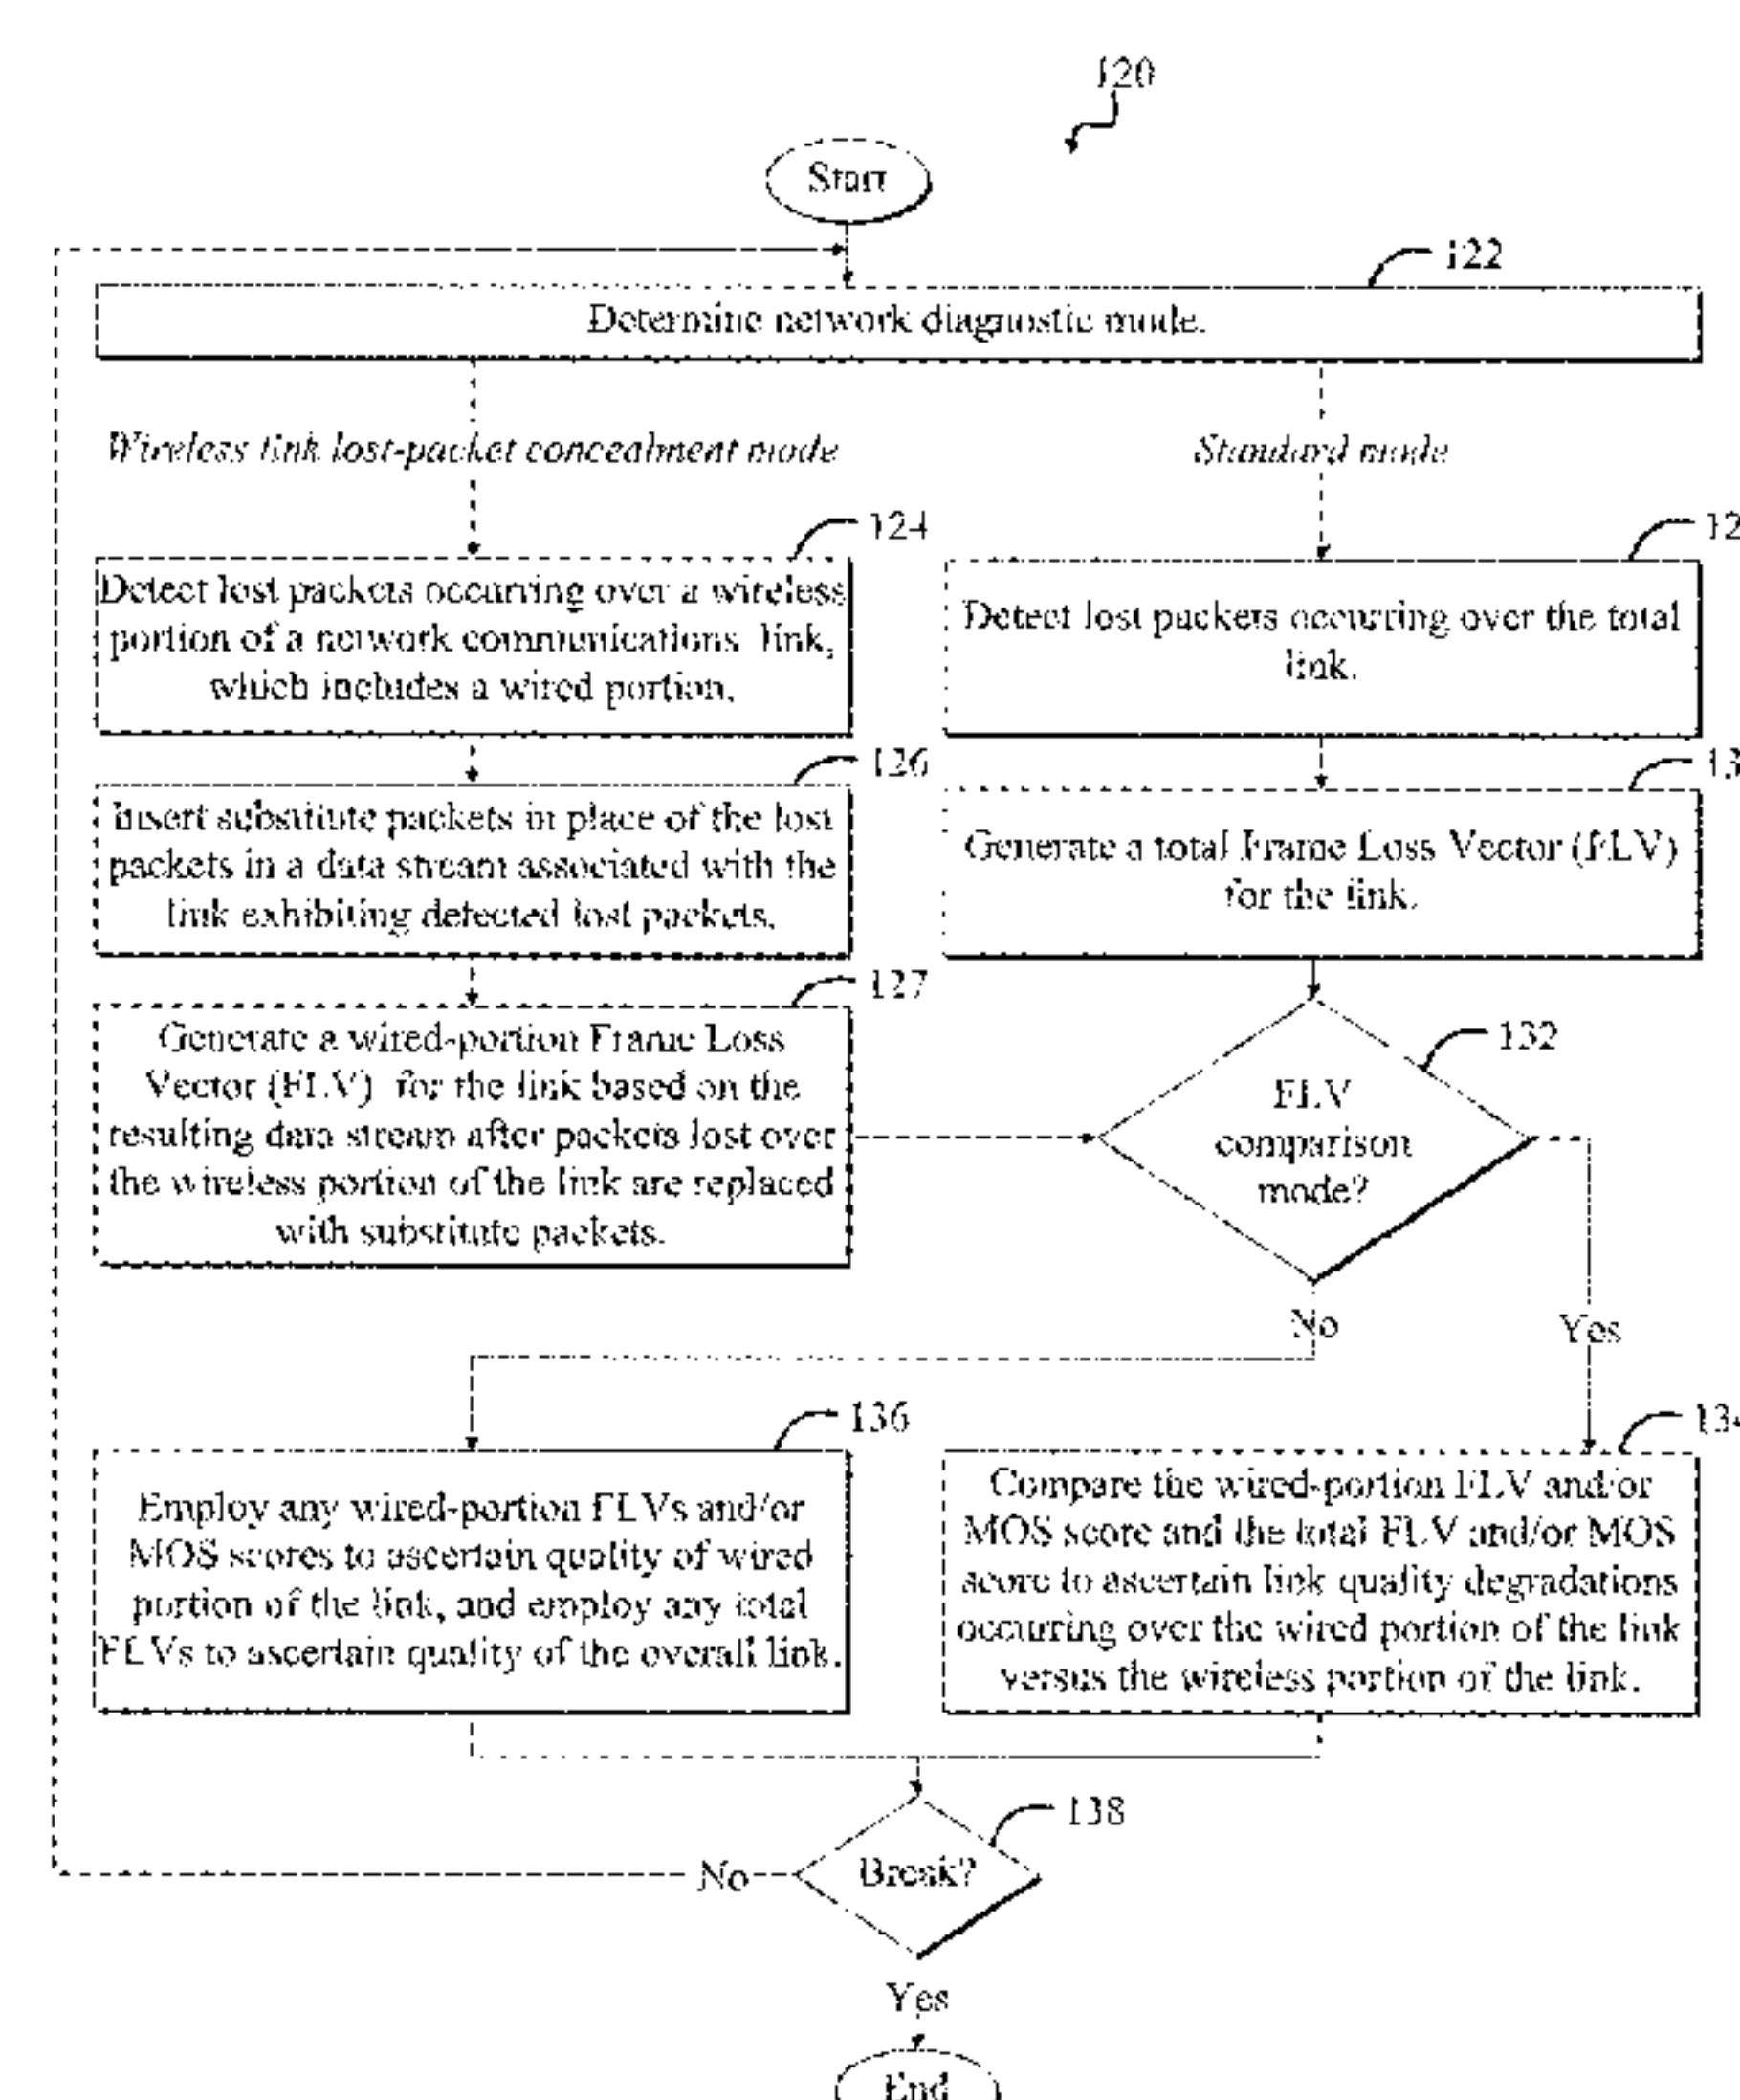 120
Start
122
Determine network diagnostic mode.
Wireless link lost-packet concealment mode
Standard mode
124
Detect lost packets occurring over a wireless
portion of a network communications link,
which includes a wired portion.
12
Detect lost packets occurring over the total
link.
126
Insert substitute packets in place of the lost
packets in a data stream associated with the
link exhibiting detected lost packets.
13
Generate a total Frame Loss Vector (FLV)
for the link.
127
Generate a wired-portion Frame Loss
Vector (FLV) for the link based on the
resulting data stream after packets lost over
the wireless portion of the link are replaced
with substitute packets.
132
FLV
comparison
mode?
No
Yes
136
Employ any wired-portion FLVs and/or
MOS scores to ascertain quality of wired
portion of the link, and employ any total
FLVs to ascertain quality of the overall link.
134
Compare the wired-portion FLV and/or
MOS score and the total FLV and/or MOS
score to ascertain link quality degradations
occurring over the wired portion of the link
versus the wireless portion of the link.
138
Break?
No
Yes
End